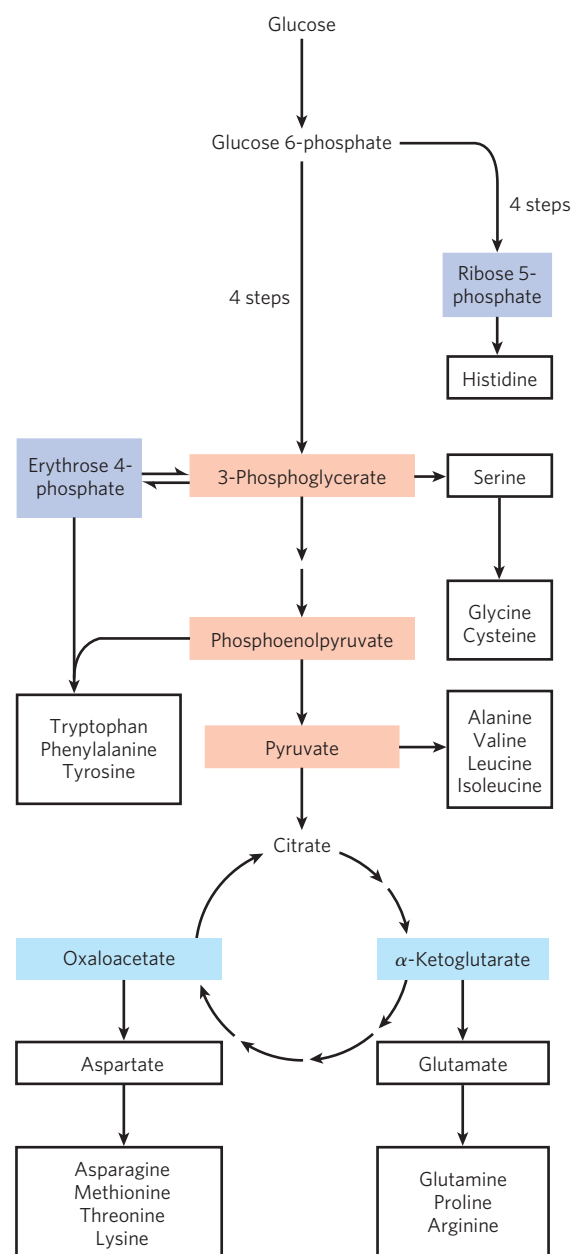 Glucose
Glucose 6-phosphate
4 steps
Ribose 5-
phosphate
4 steps
Histidine
Erythrose 4-
phosphate
3-Phosphoglycerate
Serine
Glycine
Cysteine
Phosphoenolpyruvate
Tryptophan
Phenylalanine
Tyrosine
Pyruvate
Alanine
Valine
Leucine
Isoleucine
Citrate
Oxaloacetate
α-Ketoglutarate
Aspartate
Glutamate
Asparagine
Methionine
Threonine
Lysine
Glutamine
Proline
Arginine